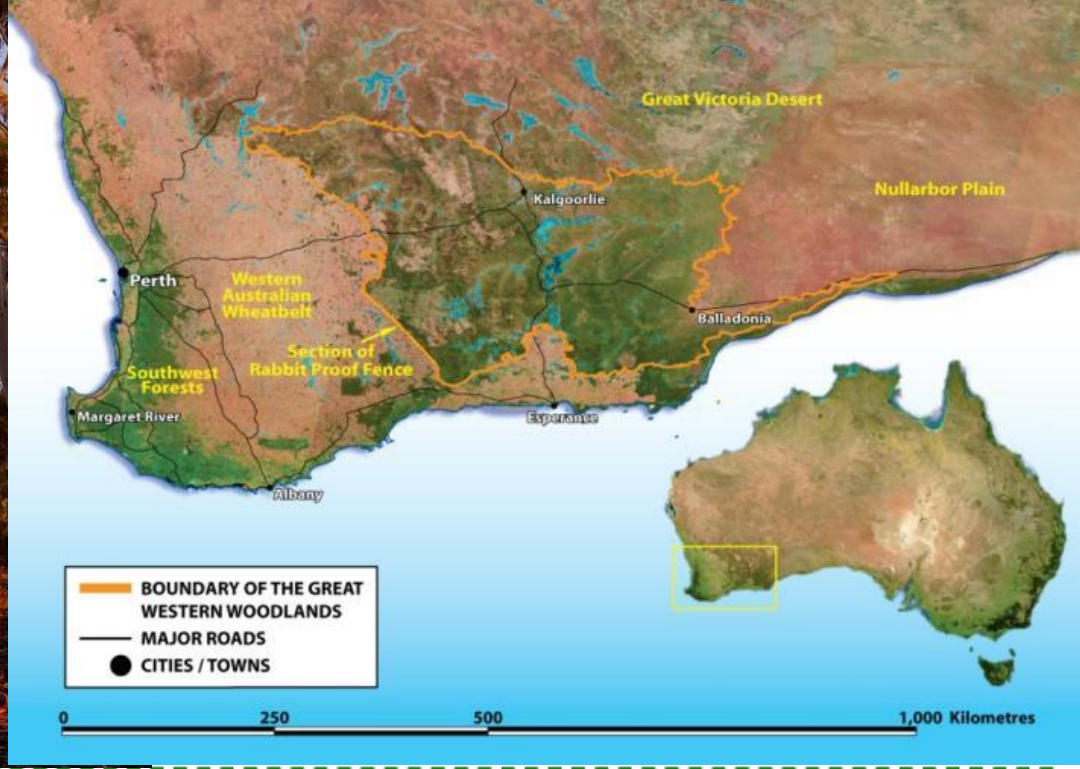 Great Victoria Desert
Nullarbor Plain
Kalgoorlie
Perth
Western
Australian
Wheatbelt
Balladonia
Section of
Rabbit Proof Fence
Southwest
Forests
Margaret River
Esperance
Albany
BOUNDARY OF THE GREAT
WESTERN WOODLANDS
MAJOR ROADS
CITIES / TOWNS
0 250 500 1,000 Kilometres